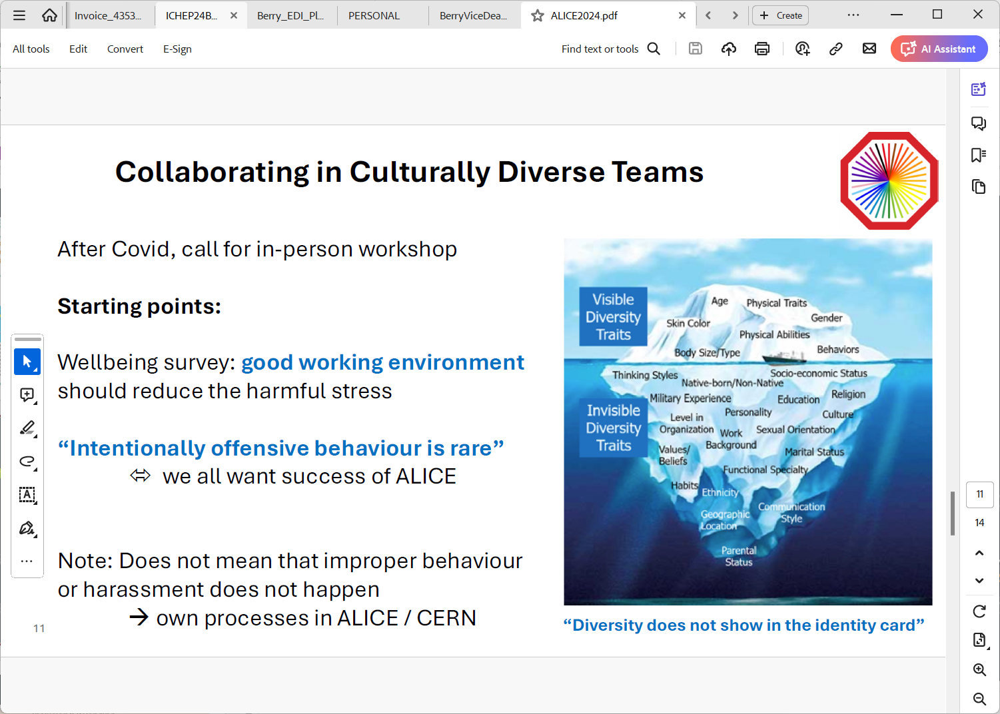 Invoice_4353...
ICHEP24B...
Berry_EDI_Pl...
PERSONAL
BerryViceDea...
ALICE2024.pdf
Create
All tools
Edit
Convert
E-Sign
Find text or tools
AI Assistant
Collaborating in Culturally Diverse Teams
After Covid, call for in-person workshop
Starting points:
Wellbeing survey: good working environment
should reduce the harmful stress
“Intentionally offensive behaviour is rare”
⬄ we all want success of ALICE
Note: Does not mean that improper behaviour
or harassment does not happen
→ own processes in ALICE / CERN
11
Visible
Diversity
Traits
Age
Physical Traits
Gender
Skin Color
Physical Abilities
Body Size/Type
Behaviors
Thinking Styles
Socio-economic Status
Native-born/Non-Native
Military Experience
Education
Religion
Invisible
Diversity
Traits
Level in
Organization
Personality
Culture
Work
Background
Sexual Orientation
Values/
Beliefs
Marital Status
Functional Specialty
Habits
Ethnicity
Geographic
Location
Communication
Style
Parental
Status
“Diversity does not show in the identity card”
11
14